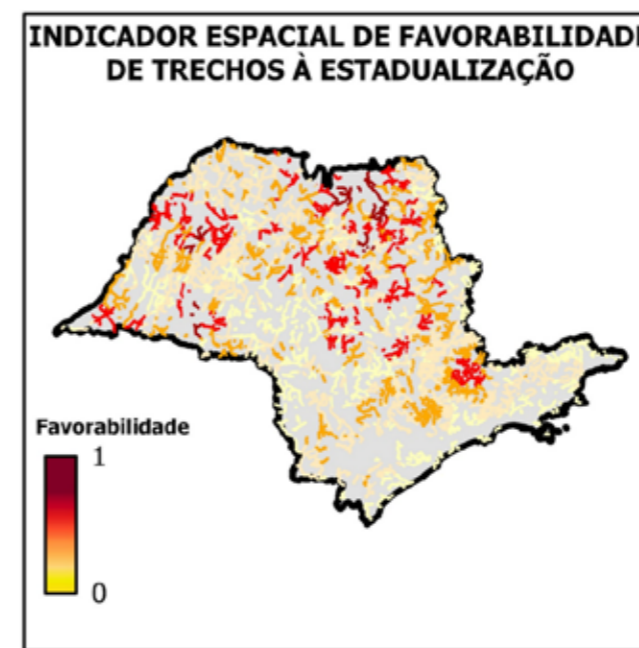 INDICADOR ESPACIAL DE FAVORABILIDADE
DE TRECHOS À ESTADUALIZAÇÃO
Favorabilidade
1
0